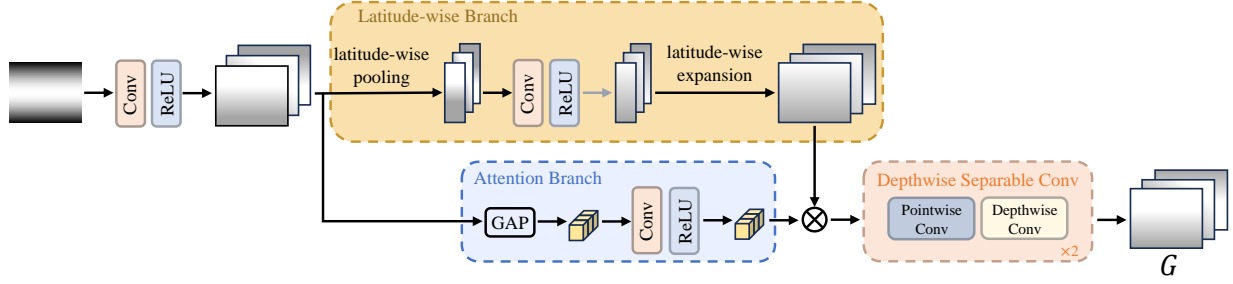 Latitude-wise Branch
Conv
ReLU
latitude-wise
pooling
Conv
ReLU
latitude-wise
expansion
Attention Branch
GAP
Conv
ReLU
Depthwise Separable Conv
Pointwise
Conv
Depthwise
Conv
×2
G